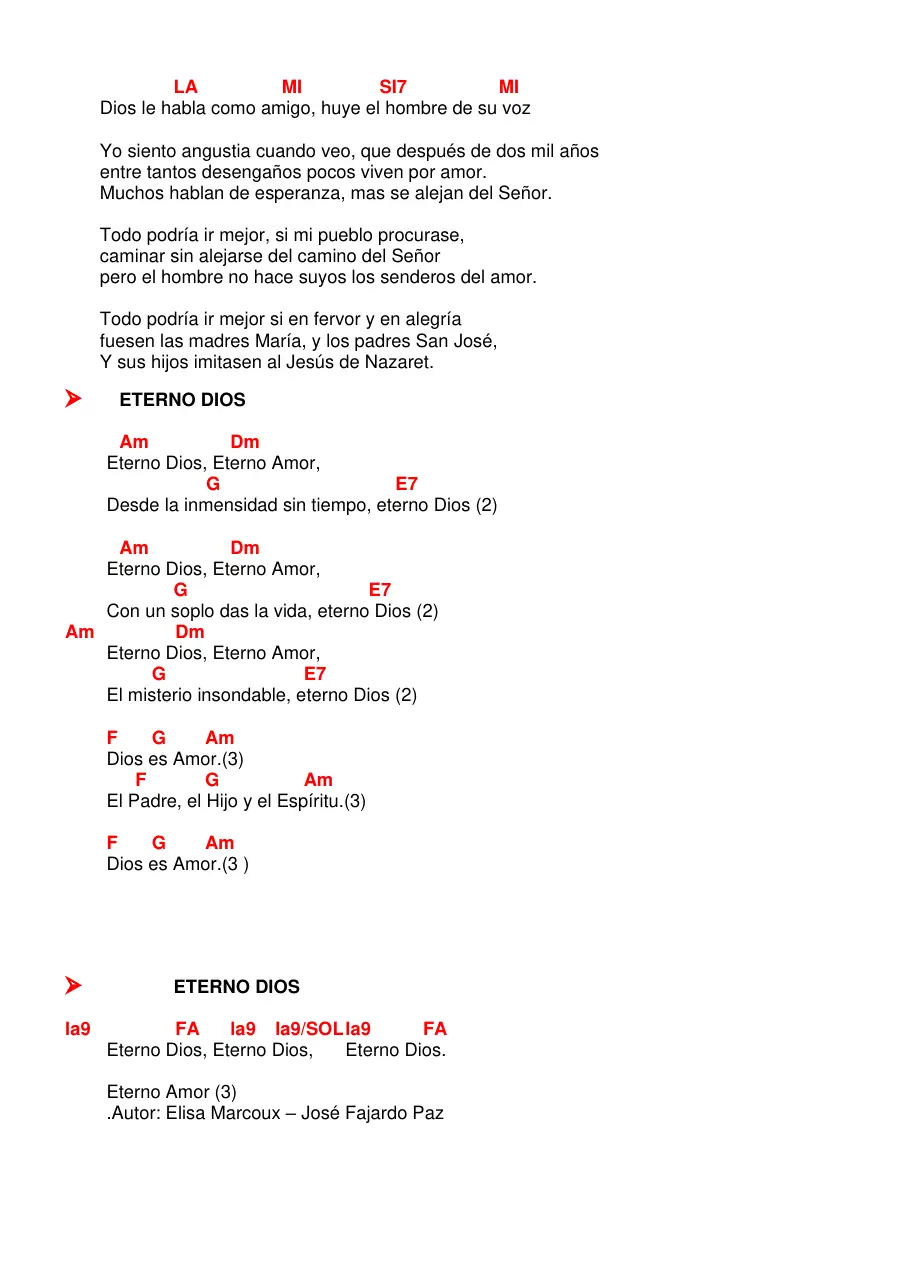 LA MI SI7 MI
Dios le habla como amigo, huye el hombre de su voz
Yo siento angustia cuando veo, que después de dos mil años
entre tantos desengaños pocos viven por amor.
Muchos hablan de esperanza, mas se alejan del Señor.
Todo podría ir mejor, si mi pueblo procurase,
caminar sin alejarse del camino del Señor
pero el hombre no hace suyos los senderos del amor.
Todo podría ir mejor si en fervor y en alegría
fuesen las madres María, y los padres San José,
Y sus hijos imitasen al Jesús de Nazaret.
ETERNO DIOS
Am Dm
Eterno Dios, Eterno Amor,
G E7
Desde la inmensidad sin tiempo, eterno Dios (2)
Am Dm
Eterno Dios, Eterno Amor,
G E7
Con un soplo das la vida, eterno Dios (2)
Am Dm
Eterno Dios, Eterno Amor,
G E7
El misterio insondable, eterno Dios (2)
F G Am
Dios es Amor.(3)
F G Am
El Padre, el Hijo y el Espíritu.(3)
F G Am
Dios es Amor.(3 )
ETERNO DIOS
la9 FA la9 la9/SOL la9 FA
Eterno Dios, Eterno Dios, Eterno Dios.
Eterno Amor (3)
.Autor: Elisa Marcoux – José Fajardo Paz